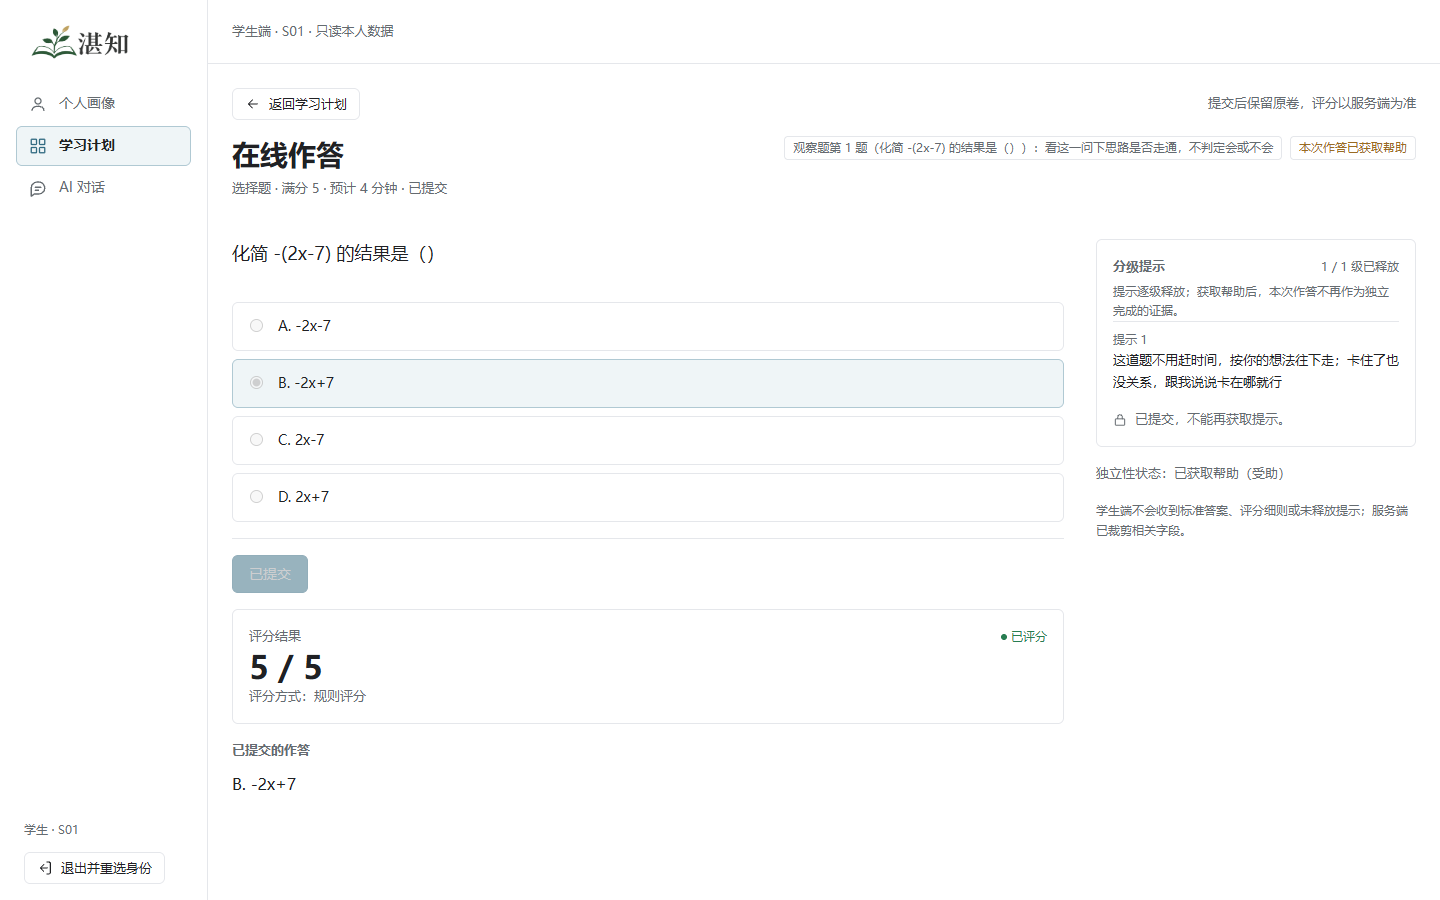 湛知
个人画像
学习计划
AI 对话
学生 · S01
退出并重选身份
学生端 · S01 · 只读本人数据
返回学习计划
提交后保留原卷，评分以服务端为准
在线作答
观察题第 1 题（化简 -(2x-7) 的结果是（））：看这一问下思路是否走通，不判定会或不会
本次作答已获取帮助
选择题 · 满分 5 · 预计 4 分钟 · 已提交
化简 -(2x-7) 的结果是（）
A. -2x-7
B. -2x+7
C. 2x-7
D. 2x+7
已提交
评分结果
已评分
5 / 5
评分方式：规则评分
已提交的作答
B. -2x+7
分级提示
1 / 1 级已释放
提示逐级释放；获取帮助后，本次作答不再作为独立
完成的证据。
提示 1
这道题不用赶时间，按你的想法往下走；卡住了也
没关系，跟我说说卡在哪就行
已提交，不能再获取提示。
独立性状态：已获取帮助（受助）
学生端不会收到标准答案、评分细则或未释放提示；服务端
已裁剪相关字段。